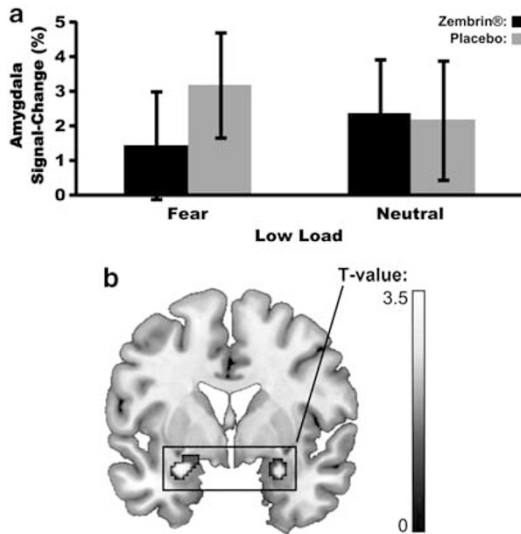 a
Zembrin®:
Placebo:
Amygdala
Signal-Change (%)
5
4
3
2
1
0
Fear
Neutral
Low Load
b
T-value:
3.5
0